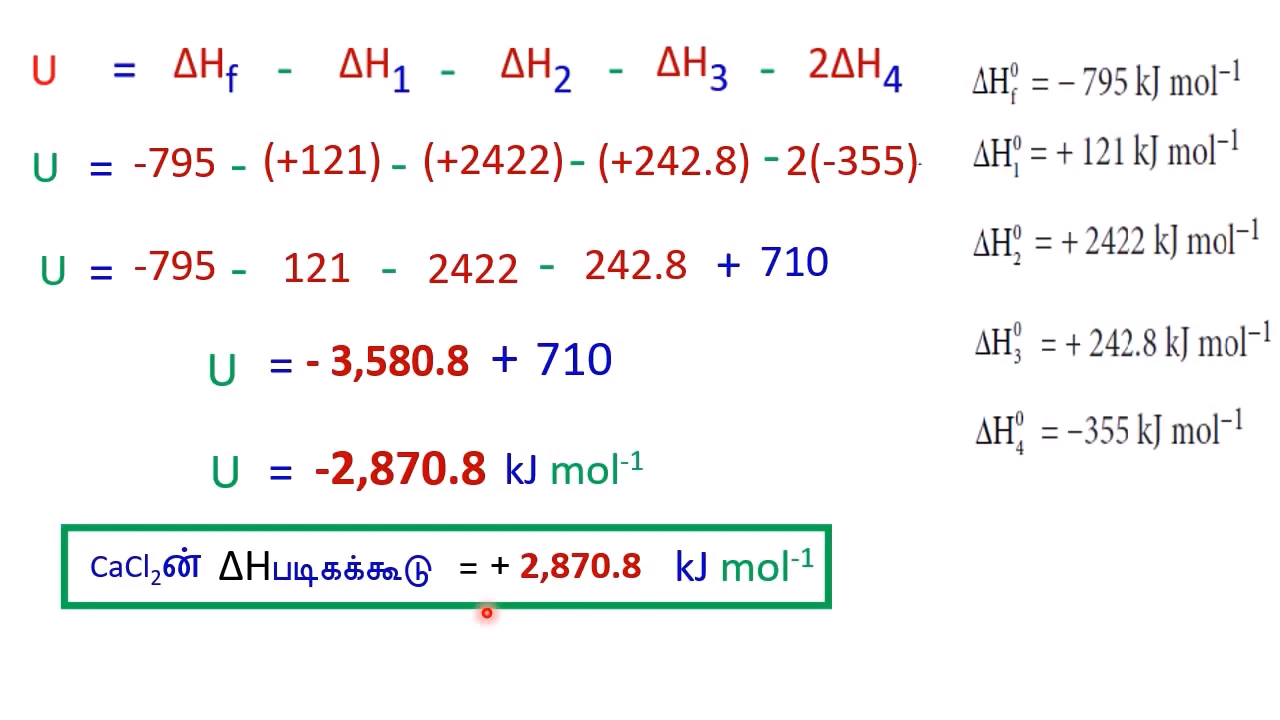 U = ΔHf - ΔH1 - ΔH2 - ΔH3 - 2ΔH4
U = -795 - (+121) - (+2422) - (+242.8) - 2(-355)
U = -795 - 121 - 2422 - 242.8 + 710
U = - 3,580.8 + 710
U = -2,870.8 kJ mol⁻¹
CaCl₂ன் ΔHபடிகக்கூடு = + 2,870.8 kJ mol⁻¹
ΔH⁰f = − 795 kJ mol⁻¹
ΔH⁰1 = + 121 kJ mol⁻¹
ΔH⁰2 = + 2422 kJ mol⁻¹
ΔH⁰3 = + 242.8 kJ mol⁻¹
ΔH⁰4 = −355 kJ mol⁻¹